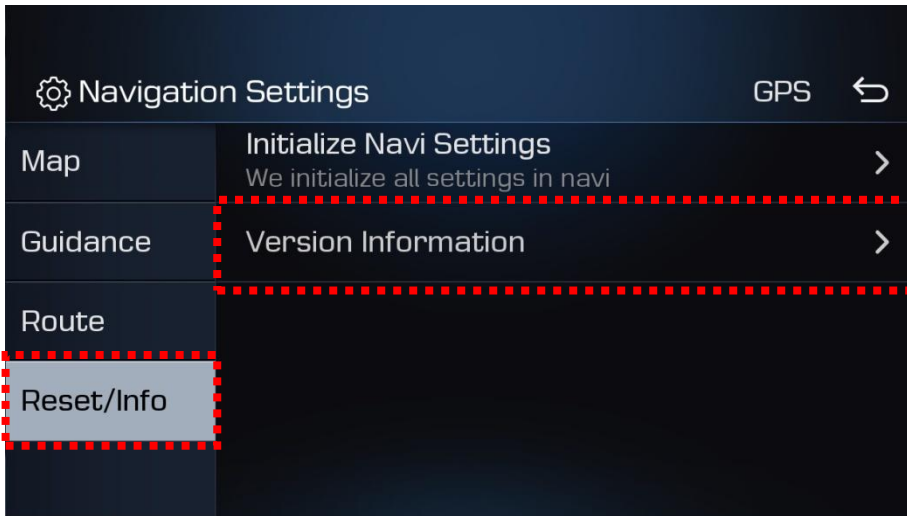 Navigation Settings
GPS
Map
Initialize Navi Settings
We initialize all settings in navi
Guidance
Version Information
Route
Reset/Info